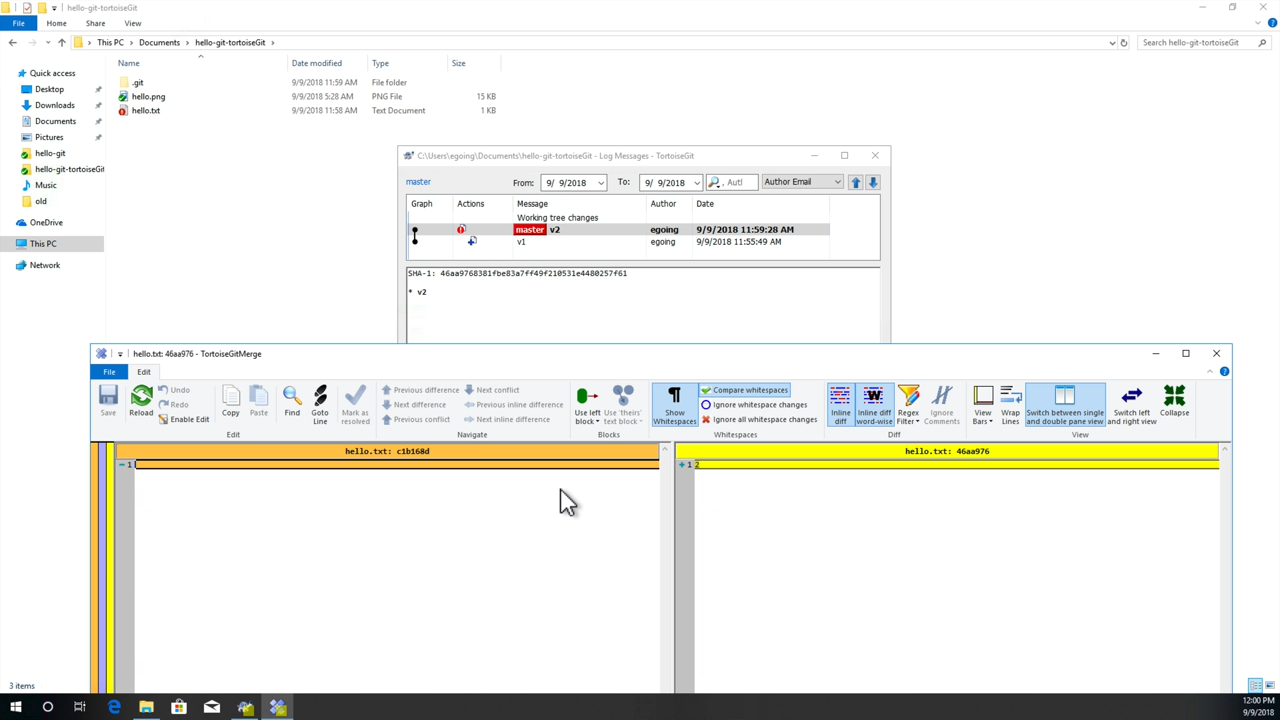 hello-git-tortoiseGit
File Home Share View
This PC Documents hello-git-tortoiseGit Search hello-git-tortoiseGit
Name Date modified Type Size
Quick access
Desktop
Downloads
Documents
Pictures
hello-git
hello-git-tortoiseGit
Music
old
OneDrive
This PC
Network
.git 9/9/2018 11:59 AM File folder
hello.png 9/9/2018 5:28 AM PNG File 15 KB
hello.txt 9/9/2018 11:58 AM Text Document 1 KB
C:\Users\egoing\Documents\hello-git-tortoiseGit - Log Messages - TortoiseGit
master From: 9/ 9/2018 To: 9/ 9/2018 Author Email
Graph Actions Message Author Date
Working tree changes
master v2 egoing 9/9/2018 11:59:28 AM
v1 egoing 9/9/2018 11:55:49 AM
SHA-1: 46aa9768381fbe83a7ff49f210531e4480257f61
* v2
hello.txt: 46aa976 - TortoiseGitMerge
File Edit
Save
Reload
Undo
Redo
Enable Edit
Copy
Paste
Edit
Find
Goto Line
Mark as resolved
Previous difference
Next difference
Previous conflict
Next conflict
Previous inline difference
Next inline difference
Navigate
Use left block
Use 'theirs' text block
Blocks
Show Whitespaces
Compare whitespaces
Ignore whitespace changes
Ignore all whitespace changes
Whitespaces
Inline diff
Inline diff word-wise
Regex Filter
Ignore Comments
Diff
View Bars
Wrap Lines
Switch between single and double pane view
Switch left and right view
Collapse
View
hello.txt: c1b168d hello.txt: 46aa976
1 1 2
3 items
12:00 PM
9/9/2018